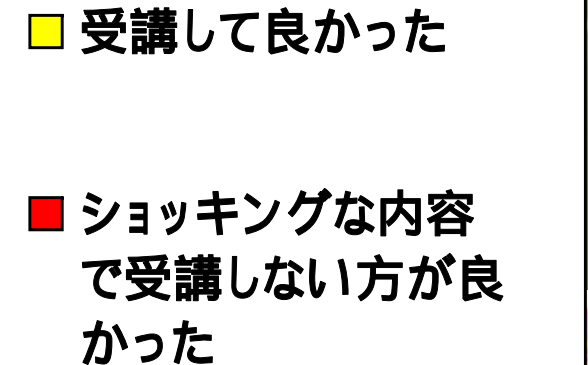 受講して良かった
ショッキングな内容
で受講しない方が良
かった